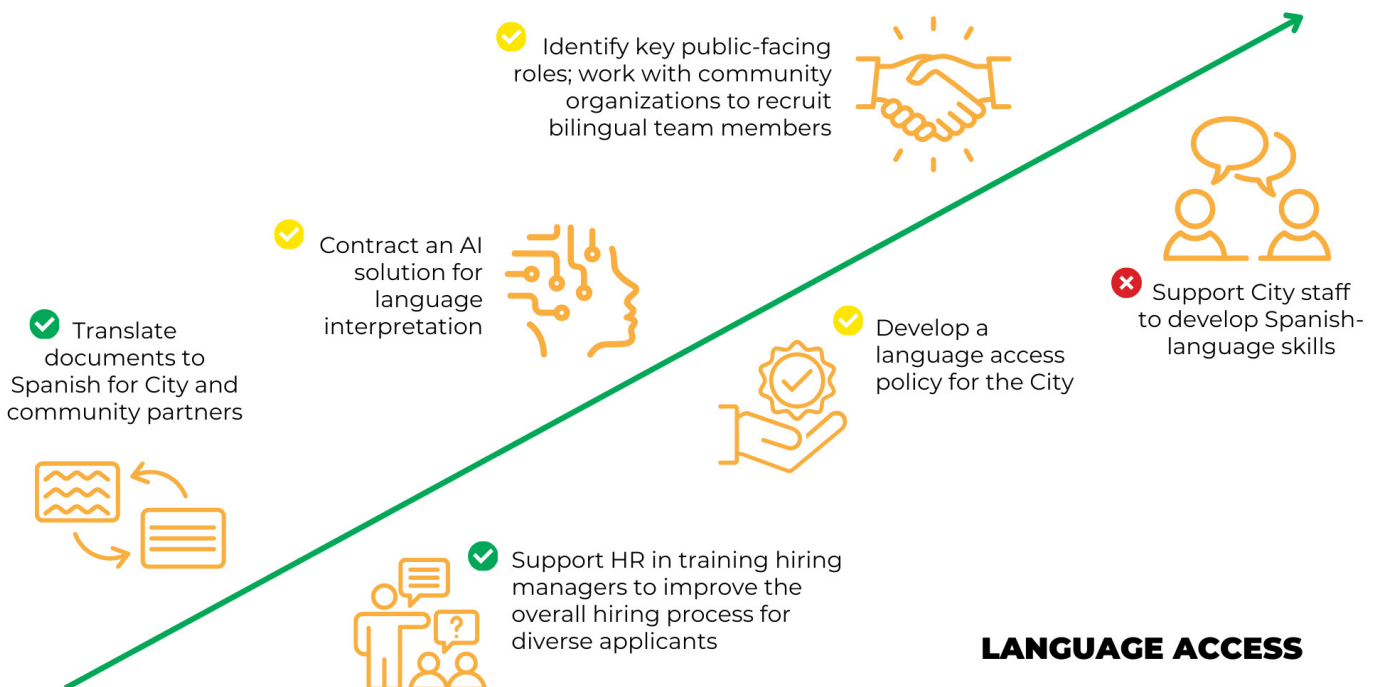 Identify key public-facing
roles; work with community
organizations to recruit
bilingual team members
Contract an AI
solution for
language
interpretation
Translate
documents to
Spanish for City and
community partners
Support City staff
to develop Spanish-
language skills
Develop a
language access
policy for the City
?
Support HR in training hiring
managers to improve the
overall hiring process for
diverse applicants
LANGUAGE ACCESS